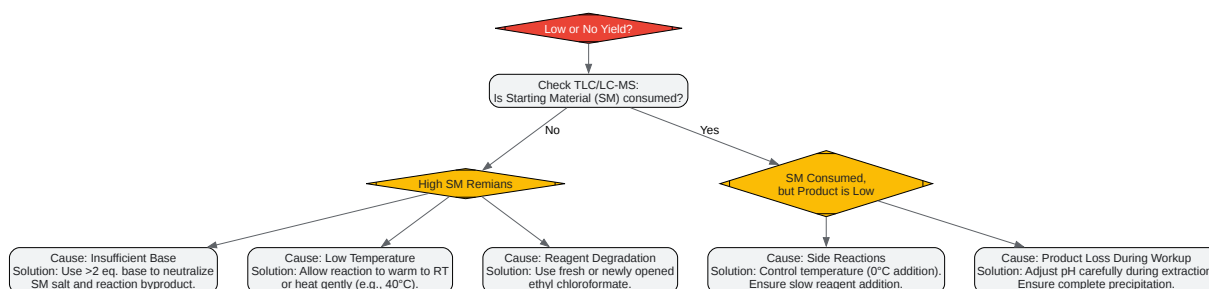 Low or No Yield?
Check TLC/LC-MS:
Is Starting Material (SM) consumed?
No
Yes
High SM Remians
SM Consumed,
but Product is Low
Cause: Insufficient Base
Solution: Use >2 eq. base to neutralize
SM salt and reaction byproduct.
Cause: Low Temperature
Solution: Allow reaction to warm to RT
or heat gently (e.g., 40°C).
Cause: Reagent Degradation
Solution: Use fresh or newly opened
ethyl chloroformate.
Cause: Side Reactions
Solution: Control temperature (0°C addition).
Ensure slow reagent addition.
Cause: Product Loss During Workup
Solution: Adjust pH carefully during extraction
Ensure complete precipitation.